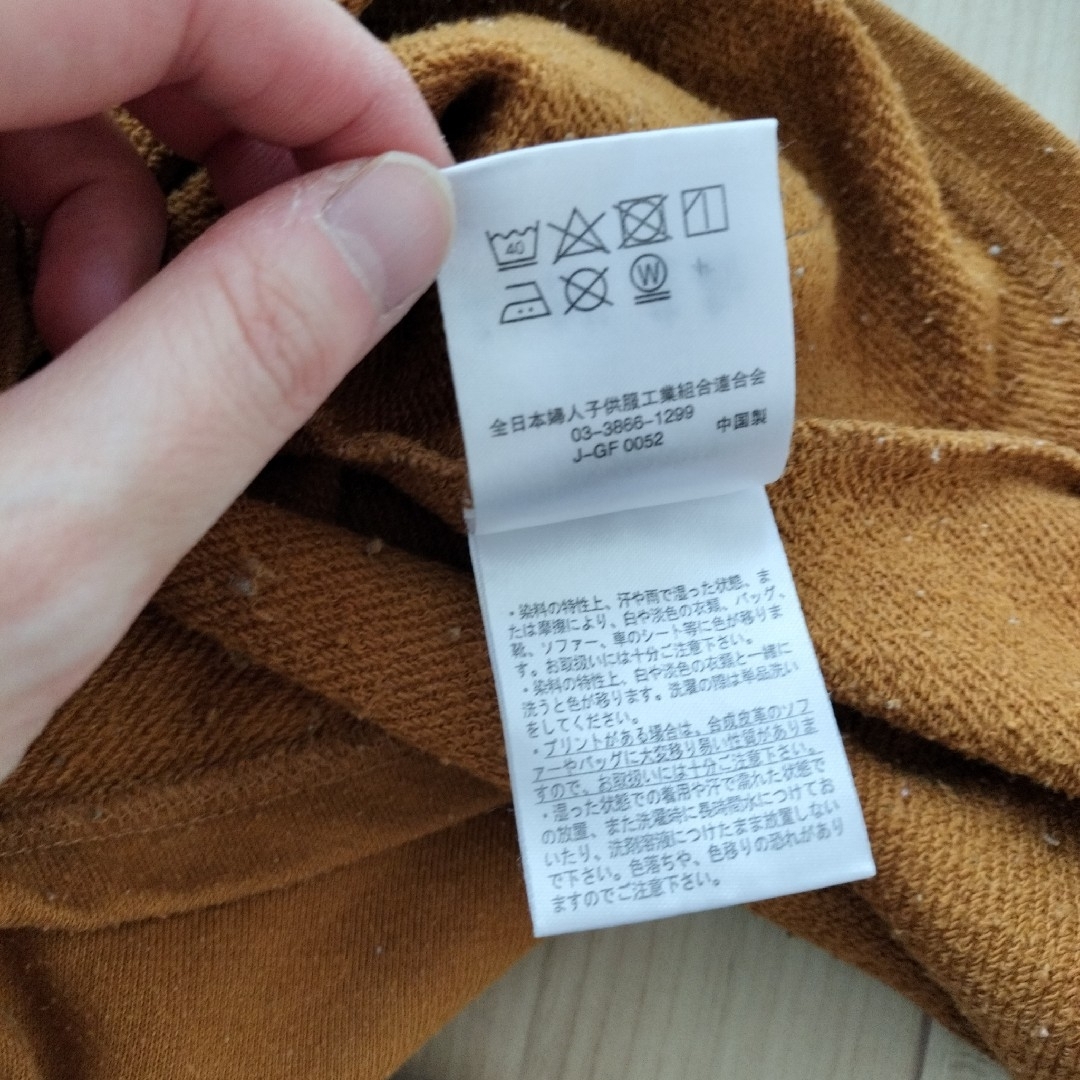 40
W
全日本婦人子供服工業組合連合会
03-3866-1299 中国製
J-GF 0052
・染料の特性上、汗や雨で湿った状態、ま
たは摩擦により、白や淡色の衣類、バッグ、
靴、ソファー、車のシート等に色が移りま
す。お取扱いには十分ご注意下さい。
・染料の特性上、白や淡色の衣類と一緒に
洗うと色が移ります。洗濯の際は単品洗い
をしてください。
・プリントがある場合は、合成皮革のソフ
ァーやバッグに大変移り易い性質がありま
すので、お取扱いには十分ご注意下さい。
・湿った状態での着用や汗で濡れた状態で
の放置、また洗濯時に長時間水につけてお
いたり、洗剤溶液につけたまま放置しない
で下さい。色落ちや、色移りの恐れがあり
ますのでご注意下さい。